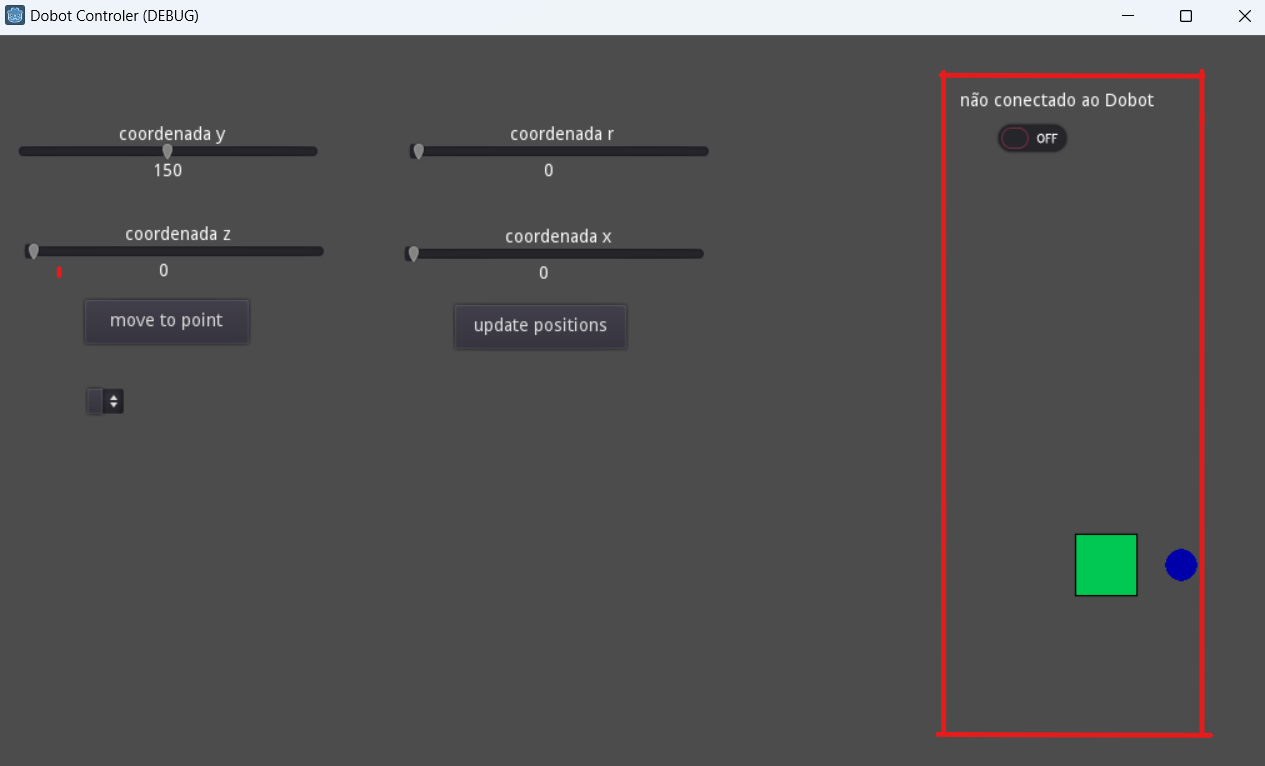 Dobot Controler (DEBUG)
não conectado ao Dobot
OFF
coordenada y
150
coordenada r
0
coordenada z
0
coordenada x
0
move to point
update positions